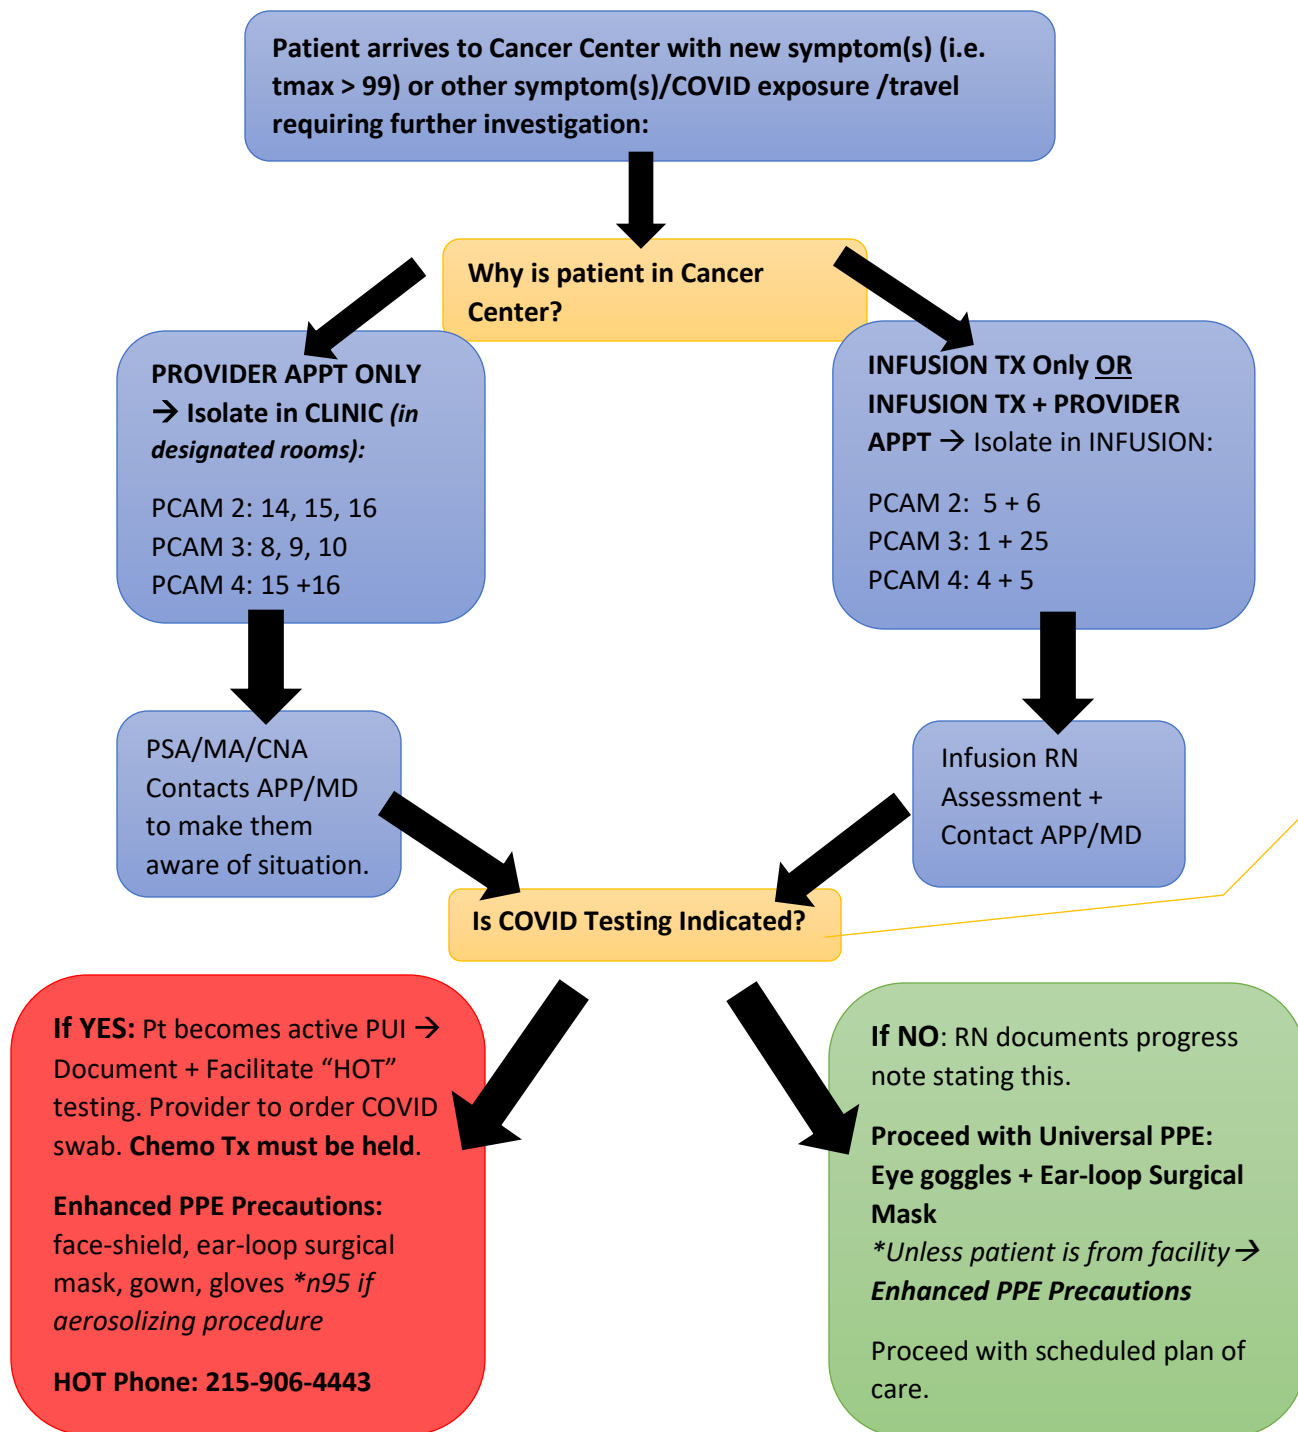 Patient arrives to Cancer Center with new symptom(s) (i.e.
tmax > 99) or other symptom(s)/COVID exposure /travel
requiring further investigation:
Why is patient in Cancer
Center?
PROVIDER APPT ONLY
→ Isolate in CLINIC (in
designated rooms):
PCAM 2: 14, 15, 16
PCAM 3: 8, 9, 10
PCAM 4: 15 +16
INFUSION TX Only OR
INFUSION TX + PROVIDER
APPT → Isolate in INFUSION:
PCAM 2:  5 + 6
PCAM 3: 1 + 25
PCAM 4: 4 + 5
PSA/MA/CNA
Contacts APP/MD
to make them
aware of situation.
Infusion RN
Assessment +
Contact APP/MD
Is COVID Testing Indicated?
If YES: Pt becomes active PUI →
Document + Facilitate “HOT”
testing. Provider to order COVID
swab. Chemo Tx must be held.
Enhanced PPE Precautions:
face-shield, ear-loop surgical
mask, gown, gloves *n95 if
aerosolizing procedure
HOT Phone: 215-906-4443
If NO: RN documents progress
note stating this.
Proceed with Universal PPE:
Eye goggles + Ear-loop Surgical
Mask
*Unless patient is from facility →
Enhanced PPE Precautions
Proceed with scheduled plan of
care.